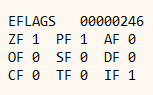 EFLAGS 00000246
ZF 1 PF 1 AF 0
OF 0 SF 0 DF 0
CF 0 TF 0 IF 1